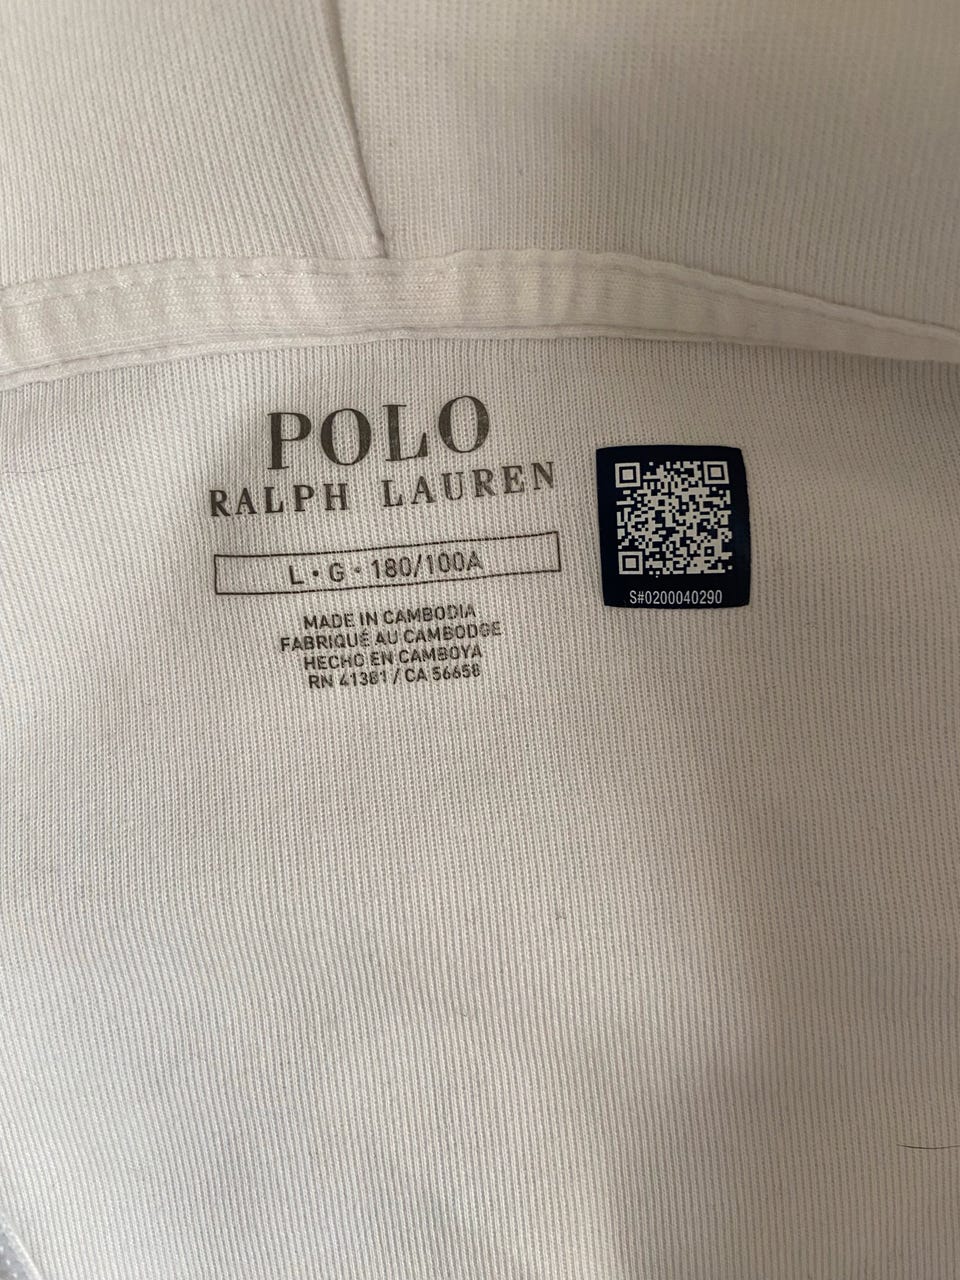 POLO
RALPH LAUREN
L • G • 180/100A
MADE IN CAMBODIA
FABRIQUÉ AU CAMBODGE
HECHO EN CAMBOYA
RN 41381 / CA 56658
S#0200040290